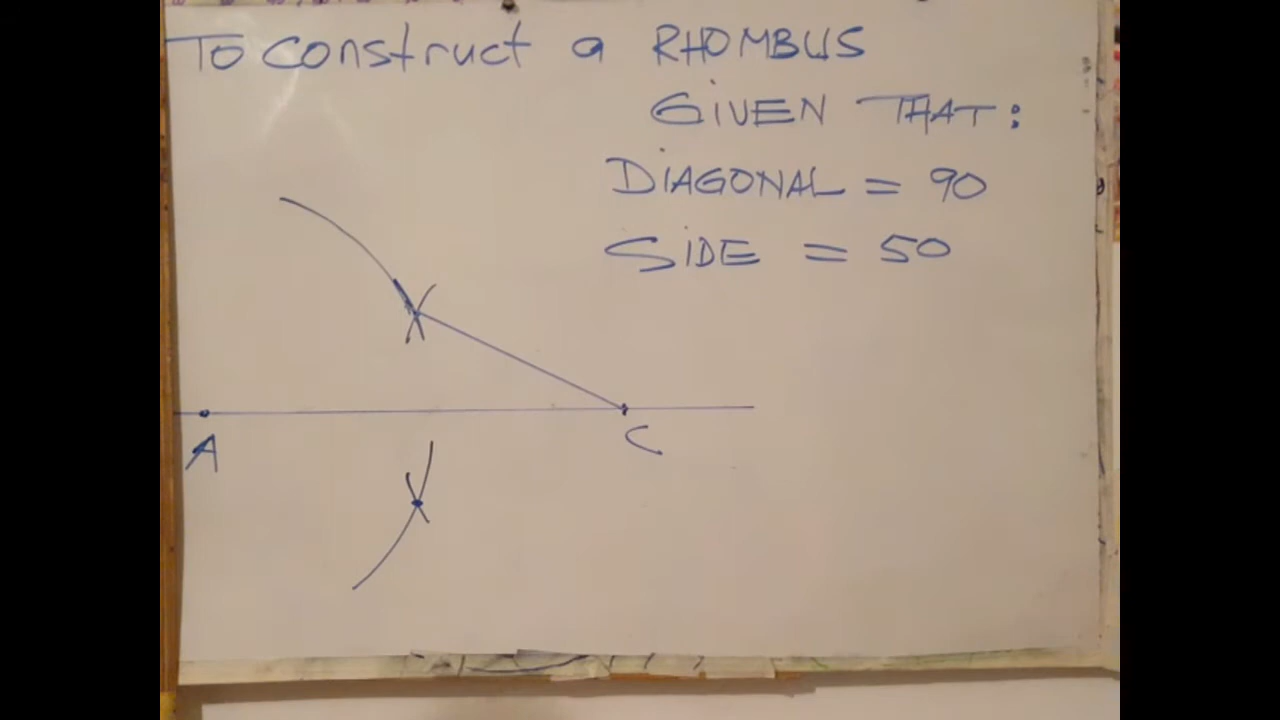 To construct a RHOMBUS
GIVEN THAT:
DIAGONAL = 90
SIDE = 50
A
C